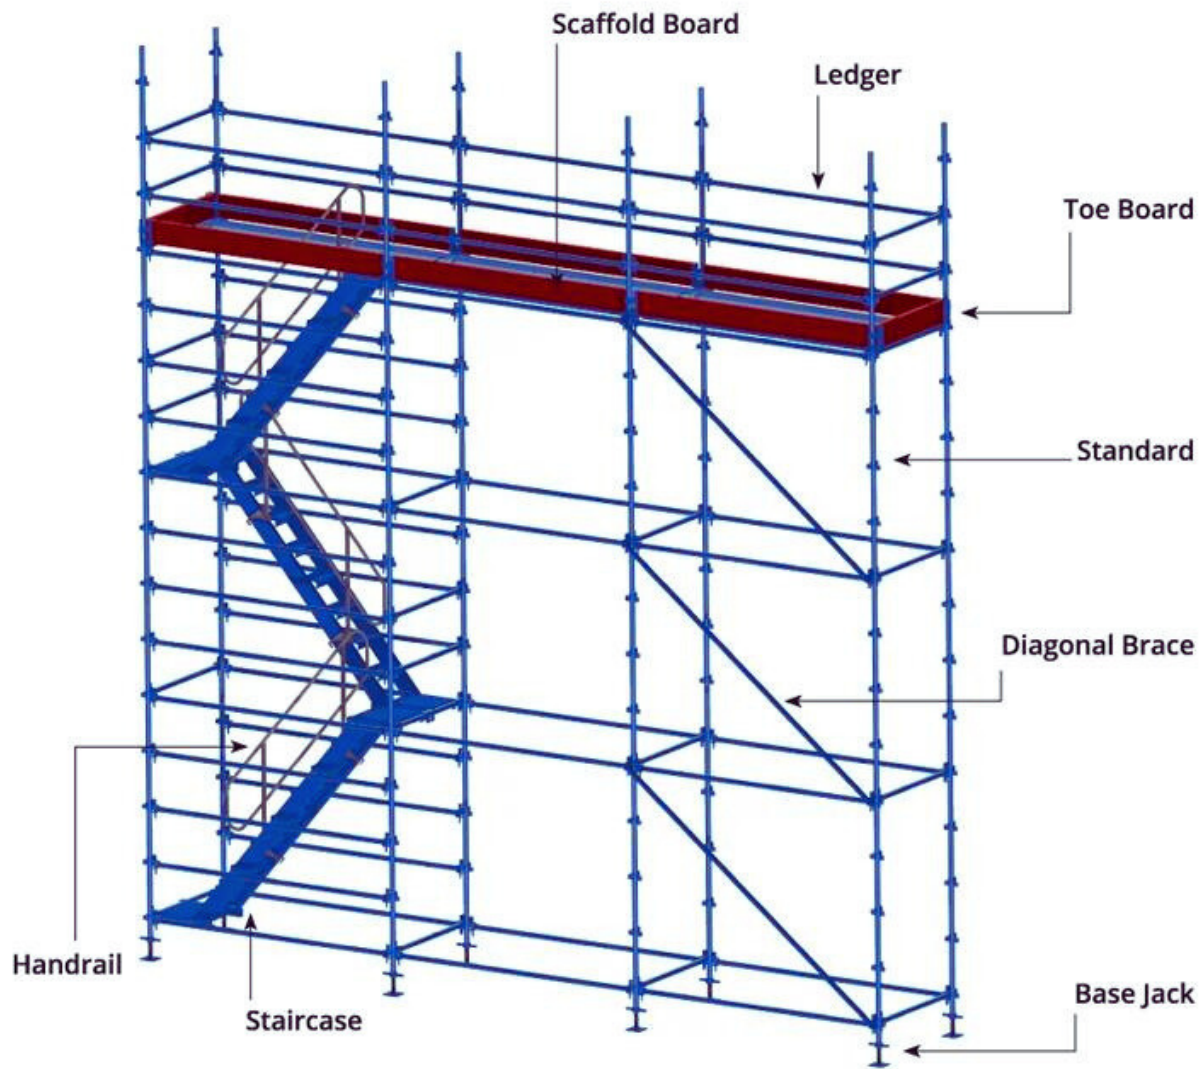 Scaffold Board
Ledger
Toe Board
Standard
Diagonal Brace
Handrail
Base Jack
Staircase